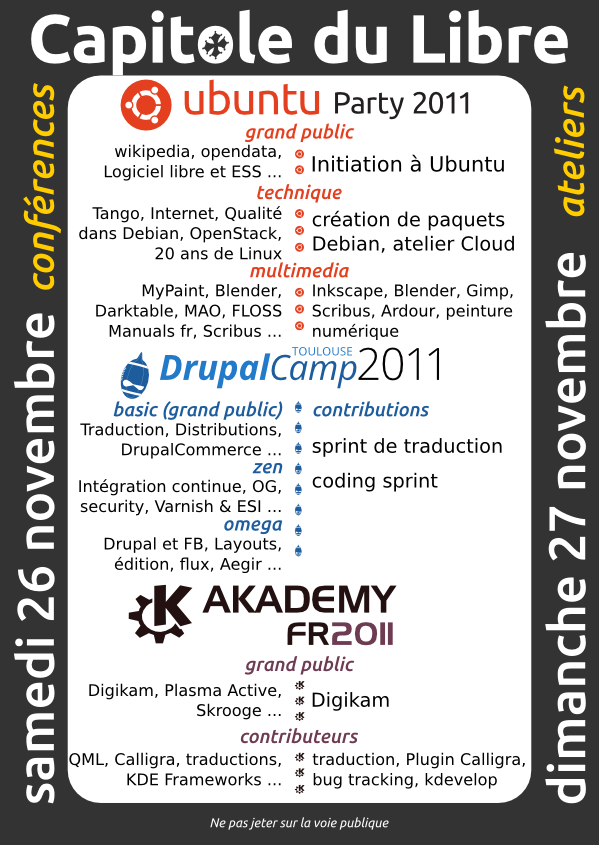 Capitole du Libre
conférences
samedi 26 novembre
ateliers
dimanche 27 novembre
ubuntu Party 2011
grand public
wikipedia, opendata,
Logiciel libre et ESS ...
Initiation à Ubuntu
technique
Tango, Internet, Qualité
dans Debian, OpenStack,
20 ans de Linux
création de paquets
Debian, atelier Cloud
multimedia
MyPaint, Blender,
Darktable, MAO, FLOSS
Manuals fr, Scribus ...
Inkscape, Blender, Gimp,
Scribus, Ardour, peinture
numérique
TOULOUSE
DrupalCamp2011
basic (grand public)
Traduction, Distributions,
DrupalCommerce ...
zen
Intégration continue, OG,
security, Varnish & ESI ...
omega
Drupal et FB, Layouts,
édition, flux, Aegir ...
contributions
sprint de traduction
coding sprint
AKADEMY
FR2011
grand public
Digikam, Plasma Active,
Skrooge ...
Digikam
contributeurs
QML, Calligra, traductions,
KDE Frameworks ...
traduction, Plugin Calligra,
bug tracking, kdevelop
Ne pas jeter sur la voie publique